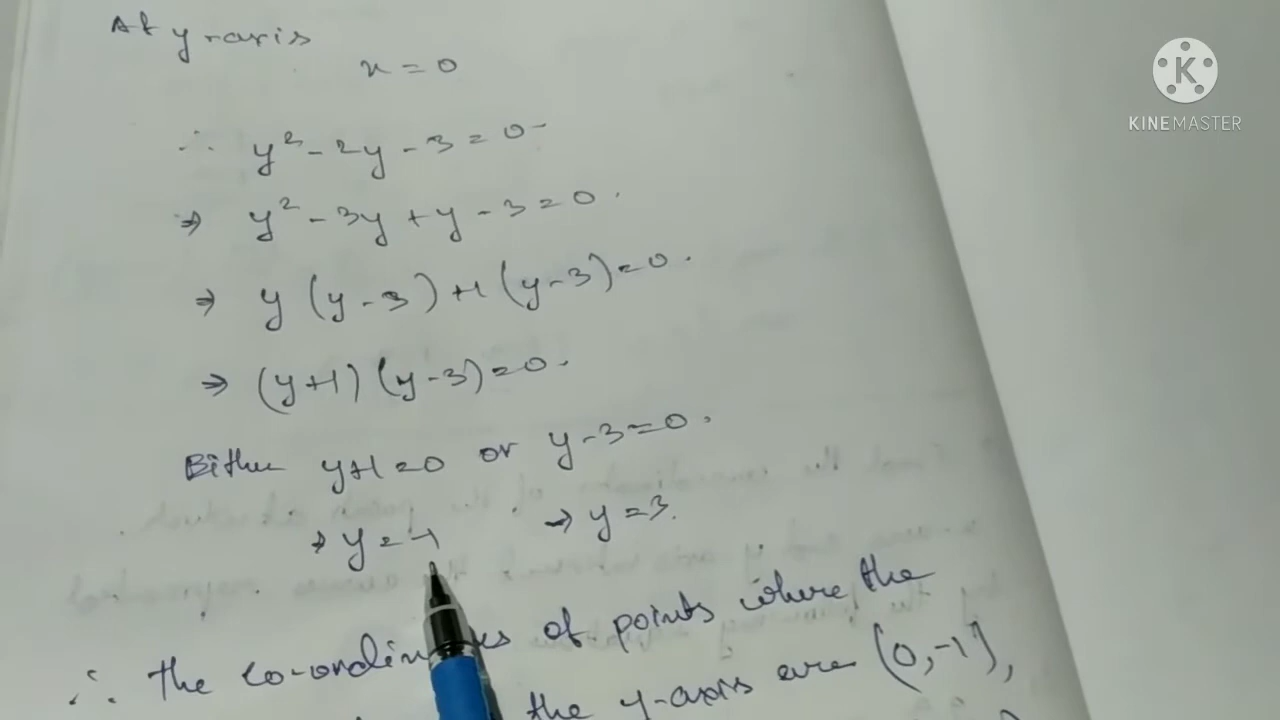 At y-axis
x = 0
∴ y² - 2y - 3 = 0
⇒ y² - 3y + y - 3 = 0.
⇒ y (y - 3) + 1 (y - 3) = 0.
⇒ (y+1) (y-3) = 0.
Either y+1 = 0 or y - 3 = 0.
⇒ y = -1 ⇒ y = 3.
∴ the co-ordinates of points where the
the y-axis are (0, -1),
KINEMASTER